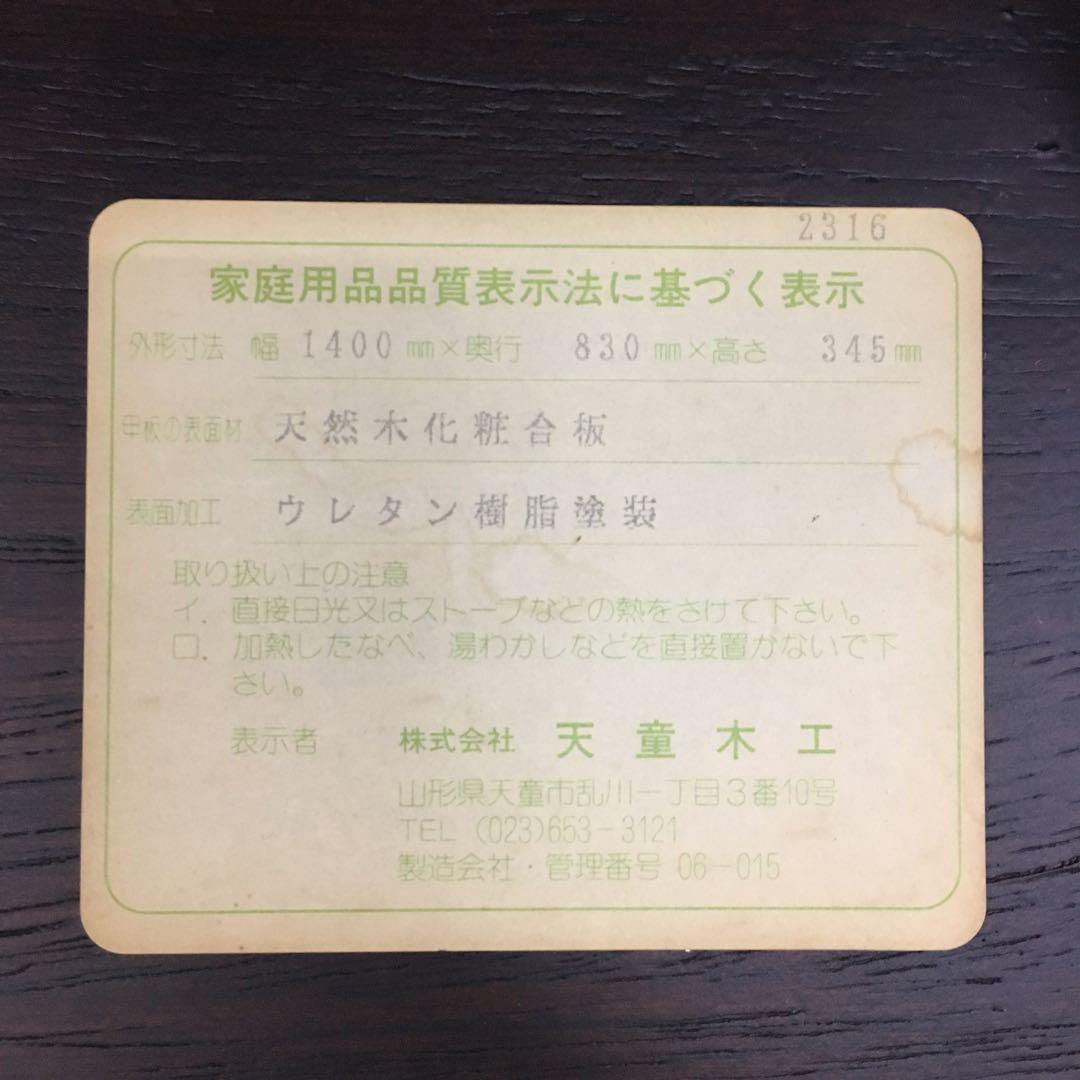 2316
家庭用品品質表示法に基づく表示
外形寸法 幅 1400 mm×奥行 830 mm×高さ 345 mm
甲板の表面材 天然木化粧合板
表面加工 ウレタン樹脂塗装
取り扱い上の注意
イ. 直接日光又はストーブなどの熱をさけて下さい。
ロ. 加熱したなべ、湯わかしなどを直接置かないで下
さい。
表示者 株式会社 天童木工
山形県天童市乱川一丁目3番10号
TEL (023)653-3121
製造会社・管理番号 06-015